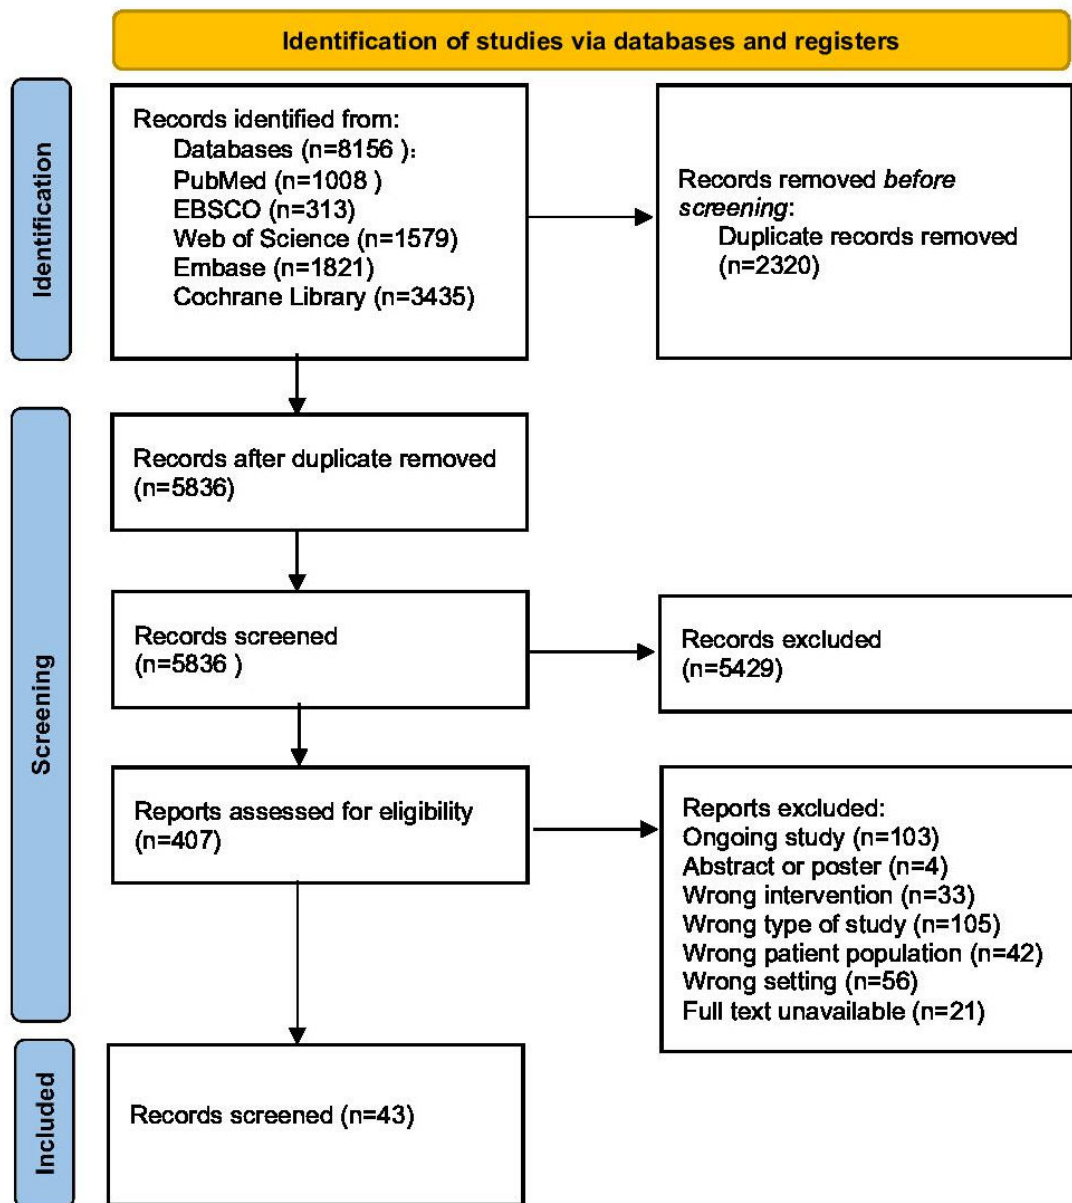 Identification of studies via databases and registers
Identification
Records identified from:
Databases (n=8156 ):
PubMed (n=1008 )
EBSCO (n=313)
Web of Science (n=1579)
Embase (n=1821)
Cochrane Library (n=3435)
Records removed before
screening:
Duplicate records removed
(n=2320)
Screening
Records after duplicate removed
(n=5836)
Records screened
(n=5836 )
Records excluded
(n=5429)
Reports assessed for eligibility
(n=407)
Reports excluded:
Ongoing study (n=103)
Abstract or poster (n=4)
Wrong intervention (n=33)
Wrong type of study (n=105)
Wrong patient population (n=42)
Wrong setting (n=56)
Full text unavailable (n=21)
Included
Records screened (n=43)